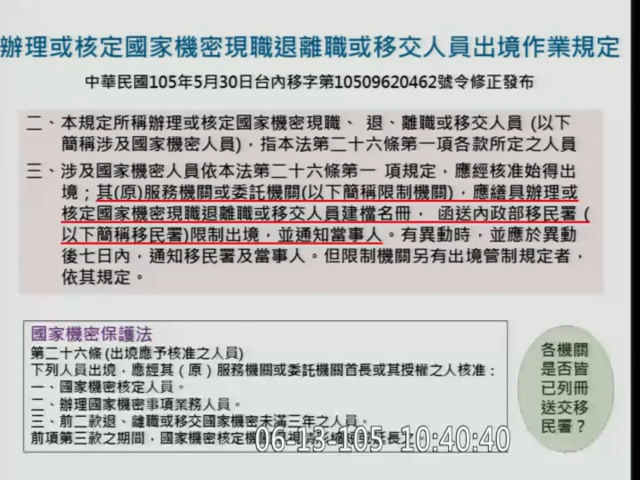 辦理或核定國家機密現職退離職或移交人員出境作業規定
中華民國105年5月30日台內移字第10509620462號令修正發布
二、本規定所稱辦理或核定國家機密現職、 退、離職或移交人員 (以下
簡稱涉及國家機密人員)，指本法第二十六條第一項各款所定之人員
三、涉及國家機密人員依本法第二十六條第一 項規定，應經核准始得出
境；其(原)服務機關或委託機關(以下簡稱限制機關)，應繕具辦理或
核定國家機密現職退離職或移交人員建檔名冊， 函送內政部移民署 (
以下簡稱移民署)限制出境，並通知當事人。有異動時，並應於異動
後七日內，通知移民署及當事人。但限制機關另有出境管制規定者，
依其規定。
國家機密保護法
第二十六條 (出境應予核准之人員)
下列人員出境，應經其（原）服務機關或委託機關首長或其授權之人核准：
一、國家機密核定人員。
二、辦理國家機密事項業務人員。
三、前二款退、離職或移交國家機密未滿三年之人員。
前項第三款之期間，國家機密核定機關
各機關
是否皆
已列冊
送交移
民署？
06-13-105 10:40:40